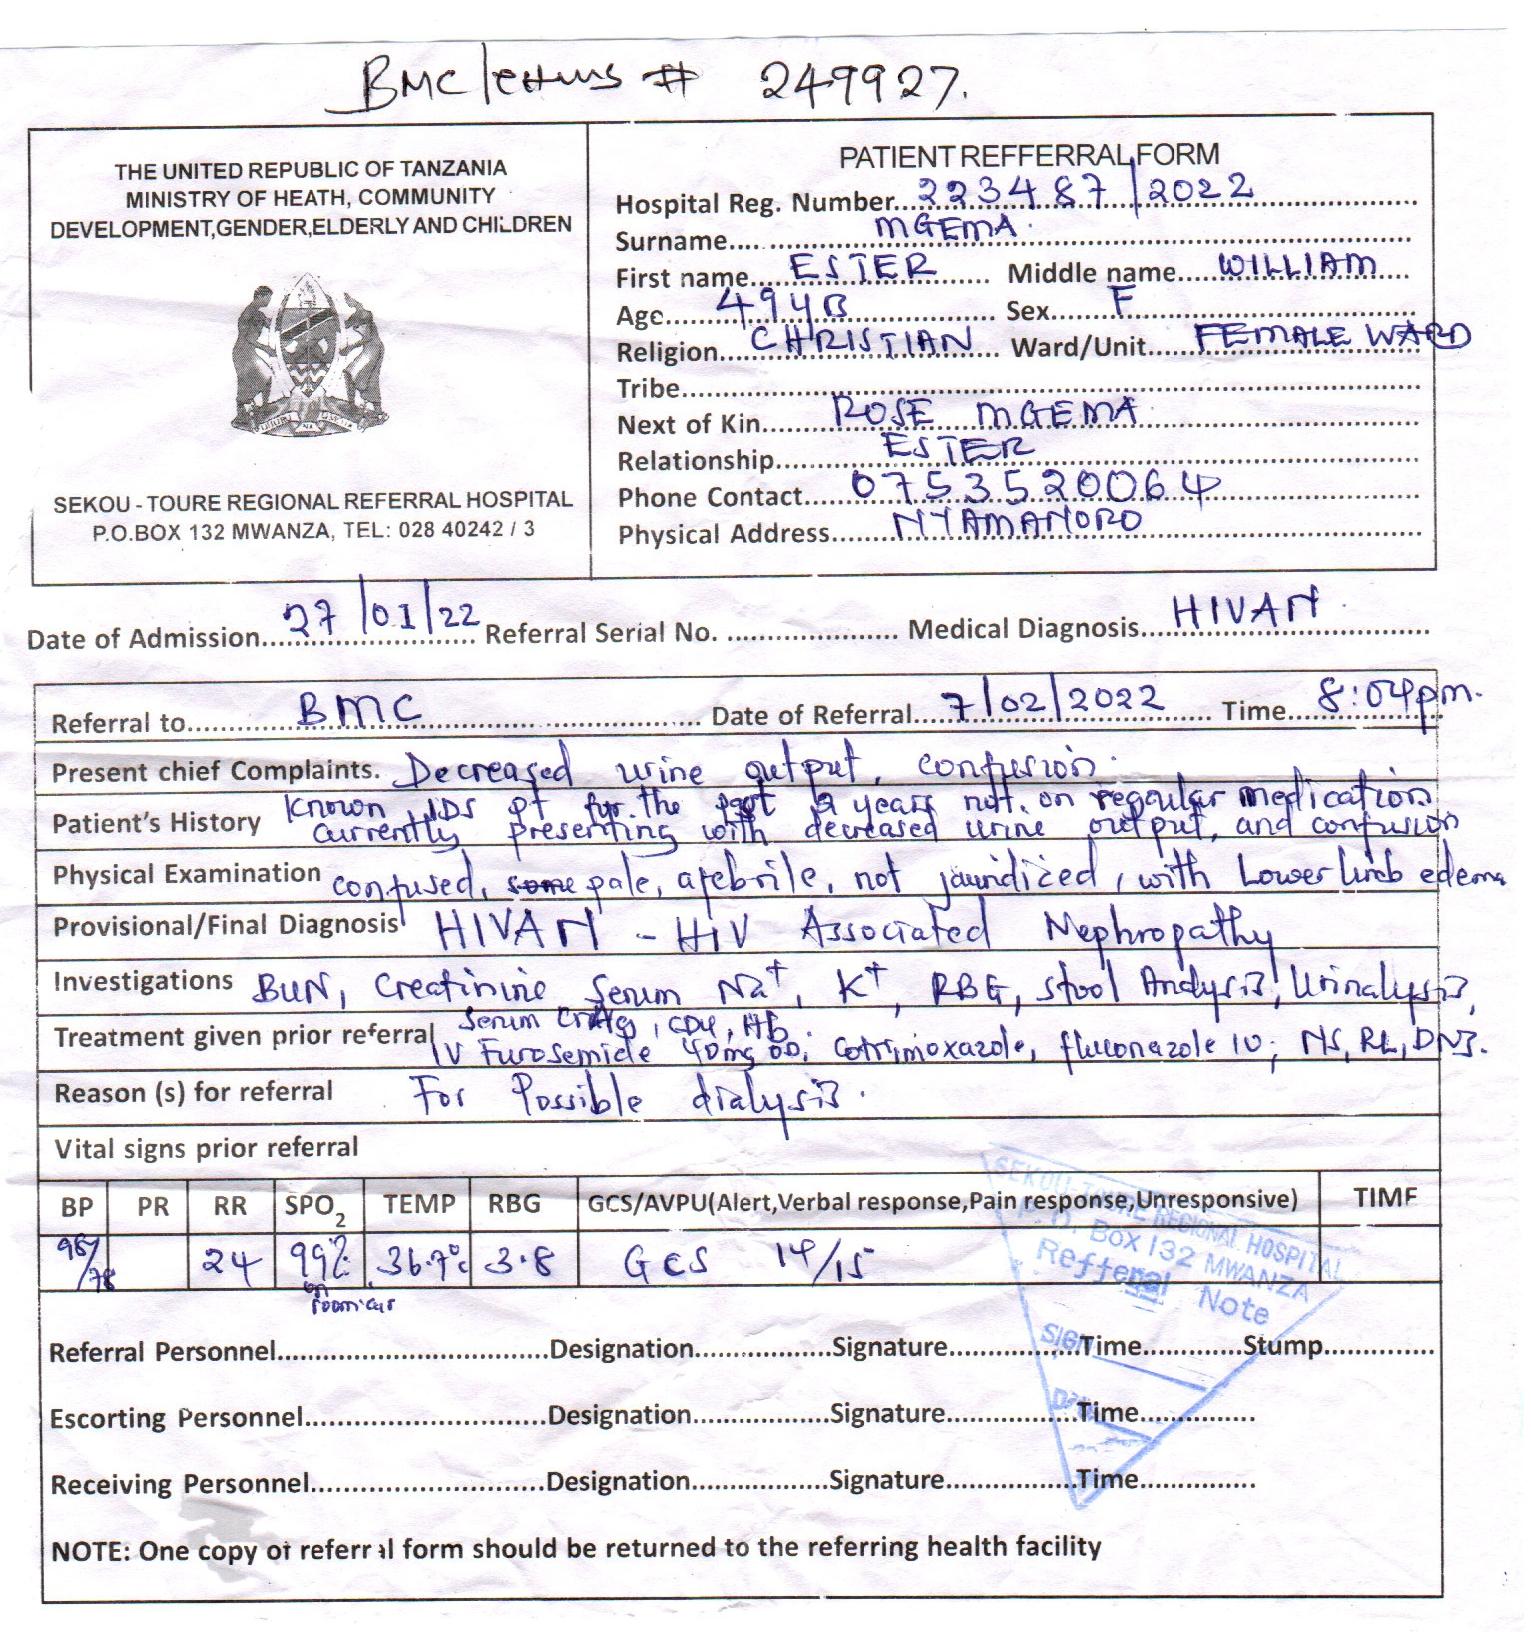 BMC/EHMS # 249927.
THE UNITED REPUBLIC OF TANZANIA
MINISTRY OF HEATH, COMMUNITY
DEVELOPMENT,GENDER,ELDERLY AND CHILDREN
SEKOU - TOURE REGIONAL REFERRAL HOSPITAL
P.O.BOX 132 MWANZA, TEL: 028 40242 / 3
PATIENT REFFERRAL FORM
Hospital Reg. Number 223487/2022
Surname MGEMA.
First name ESTER Middle name WILLIAM
Age 49 Sex F
Religion CHRISTIAN Ward/Unit FEMALE WARD
Tribe
Next of Kin ROSE MGEMA
Relationship ESTER
Phone Contact 0753520064
Physical Address NYAMANORO
Date of Admission 27/01/22 Referral Serial No. Medical Diagnosis HIVAN.
Referral to BMC Date of Referral 7/02/2022 Time 8:04pm.
Present chief Complaints. Decreased urine output, confusion.
Patient's History Known pt for the past 2 years not on regular medication
currently presenting with decreased urine output, and confusion
Physical Examination confused, pale, afebrile, not jaundiced, with Lower limb edema
Provisional/Final Diagnosis HIVAN - HIV Associated Nephropathy
Investigations BUN, Creatinine Serum Na+, K+, RBG, stool Analysis, Urinalysis,
Serum CrAg, CD4, Hb.
Treatment given prior referral IV Furosemide 40mg OD, Cotrimoxazole, fluconazole IV, NS, RL, DNS.
Reason (s) for referral For Possible dialysis.
Vital signs prior referral
BP PR RR SPO2 TEMP RBG GCS/AVPU(Alert,Verbal response,Pain response,Unresponsive) TIMF
98/78 24 99% 36.7°c 3.8 GCS 14/15
on
room air
SEKOU-TOURE REGIONAL HOSPITAL
P. O. Box 132 MWANZA
Refferal Note
SIGN
DATE
Referral Personnel Designation Signature Time Stump
Escorting Personnel Designation Signature Time
Receiving Personnel Designation Signature Time
NOTE: One copy of referral form should be returned to the referring health facility